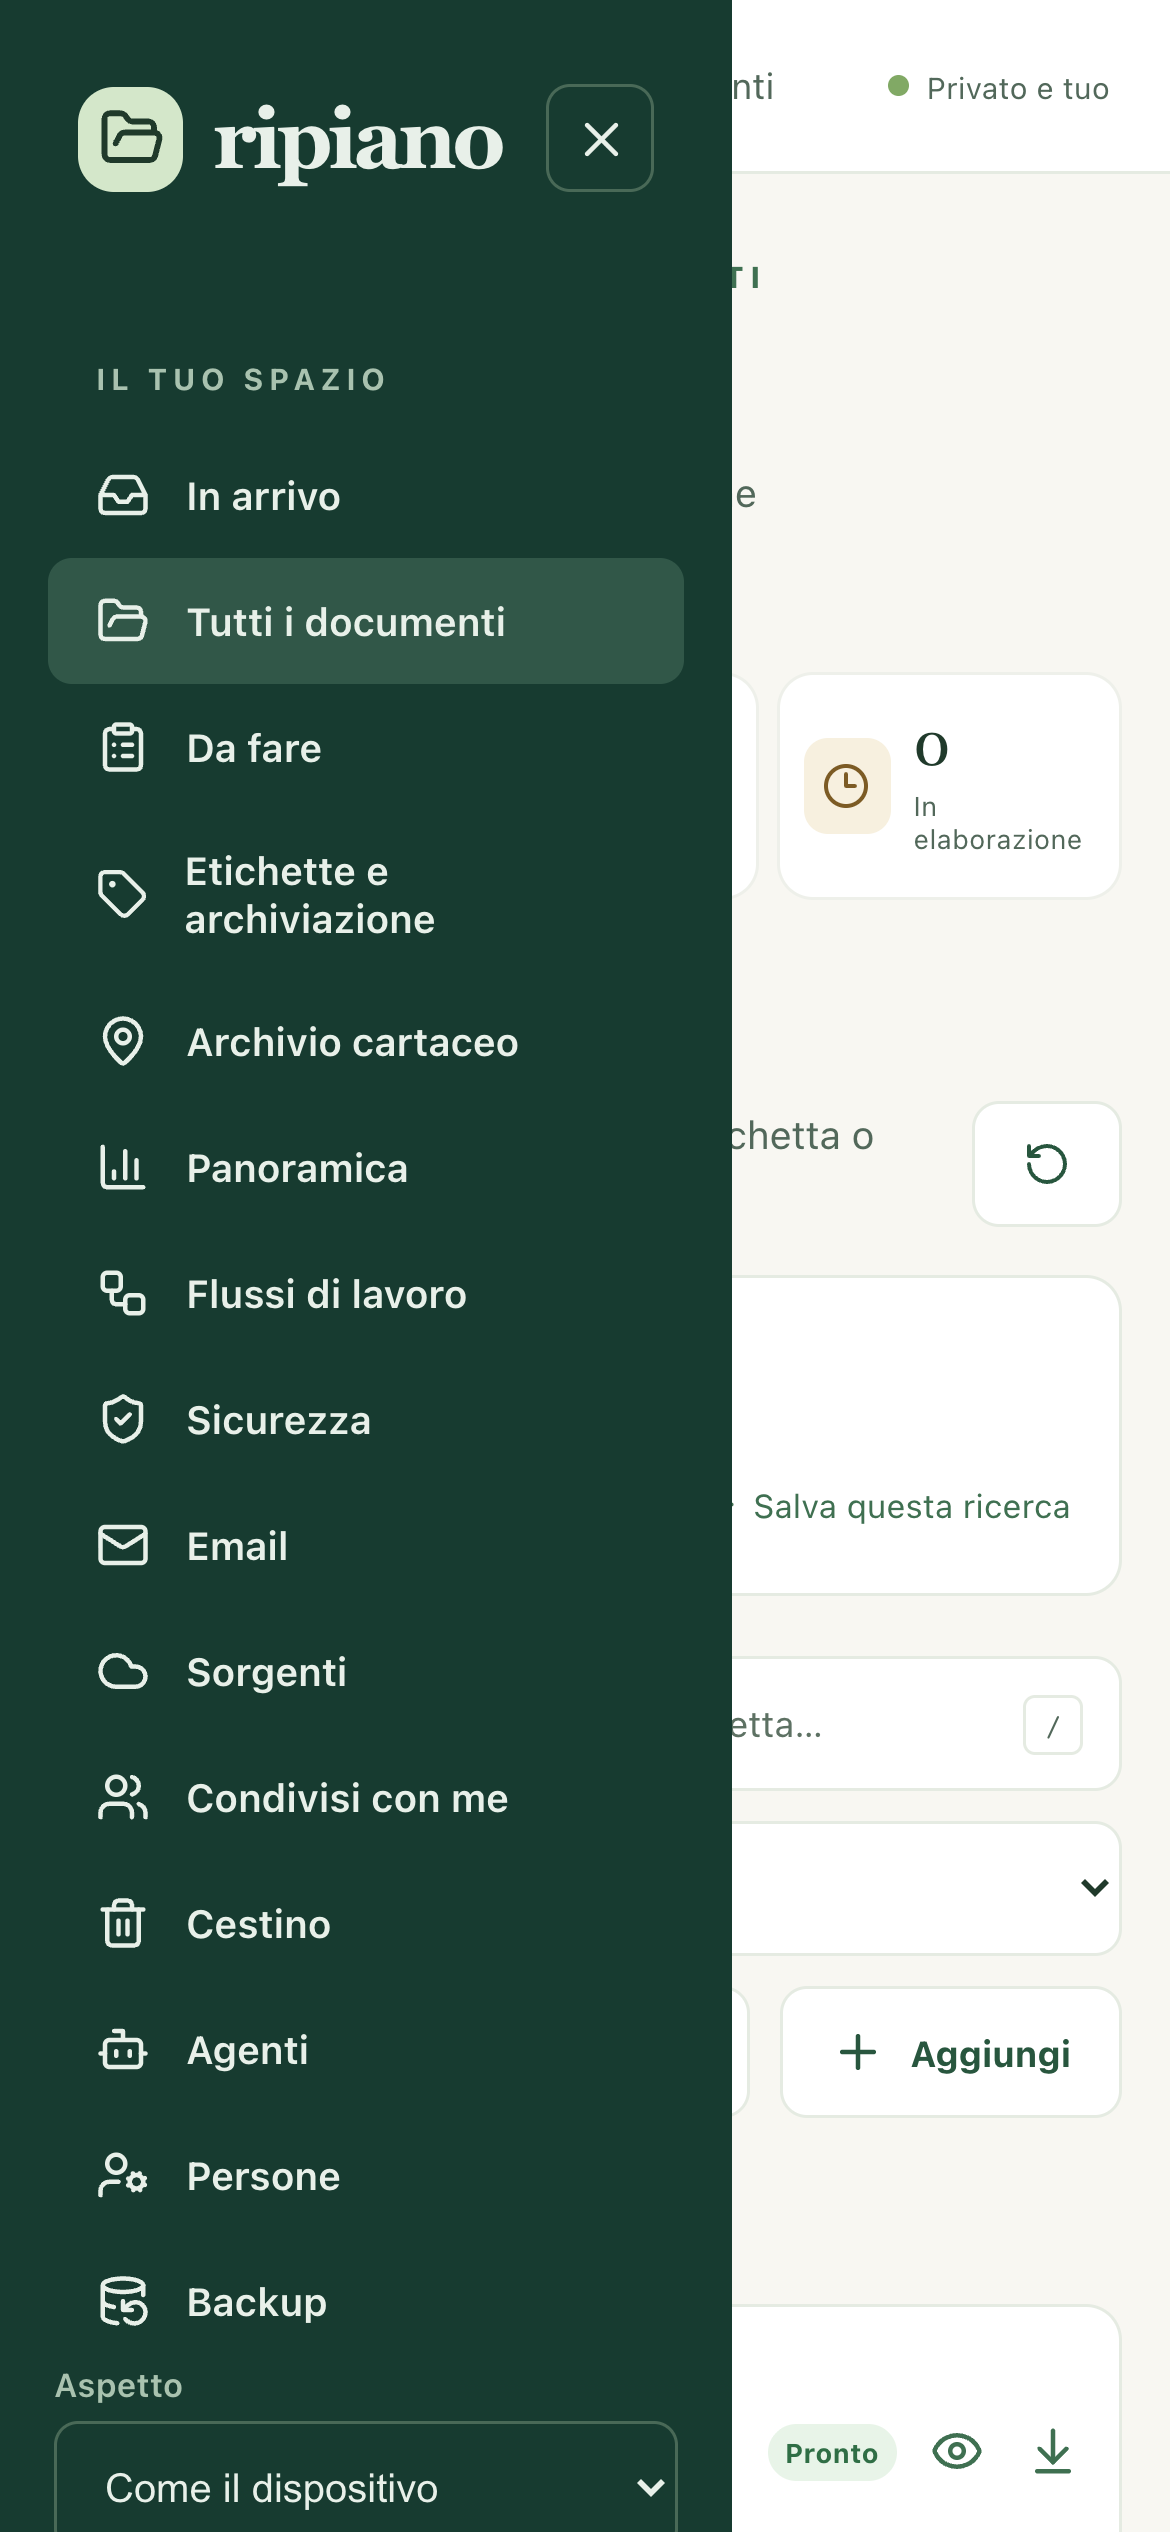 ripiano
nti
Privato e tuo
TI
IL TUO SPAZIO
In arrivo
e
Tutti i documenti
Da fare
0
In
elaborazione
Etichette e
archiviazione
Archivio cartaceo
chetta o
Panoramica
Flussi di lavoro
Sicurezza
Salva questa ricerca
Email
Sorgenti
etta...
/
Condivisi con me
Cestino
Agenti
Aggiungi
Persone
Backup
Aspetto
Pronto
Come il dispositivo